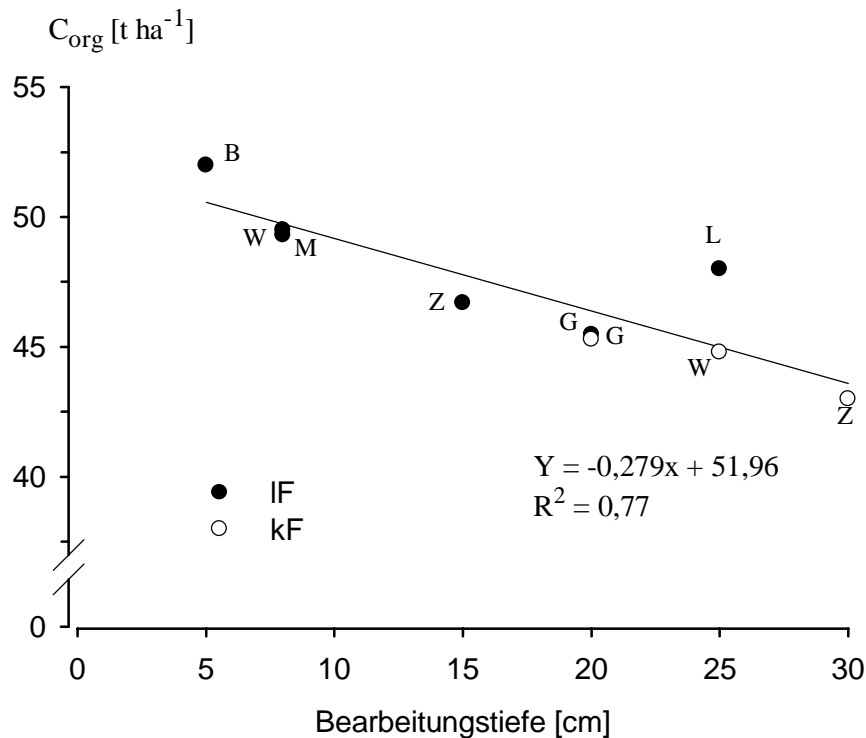 C_org [t ha^-1]
55
B
50
W
M
L
Z
G
G
45
W
Z
40
Y = -0,279x + 51,96
R^2 = 0,77
lF
kF
0
0 5 10 15 20 25 30
Bearbeitungstiefe [cm]